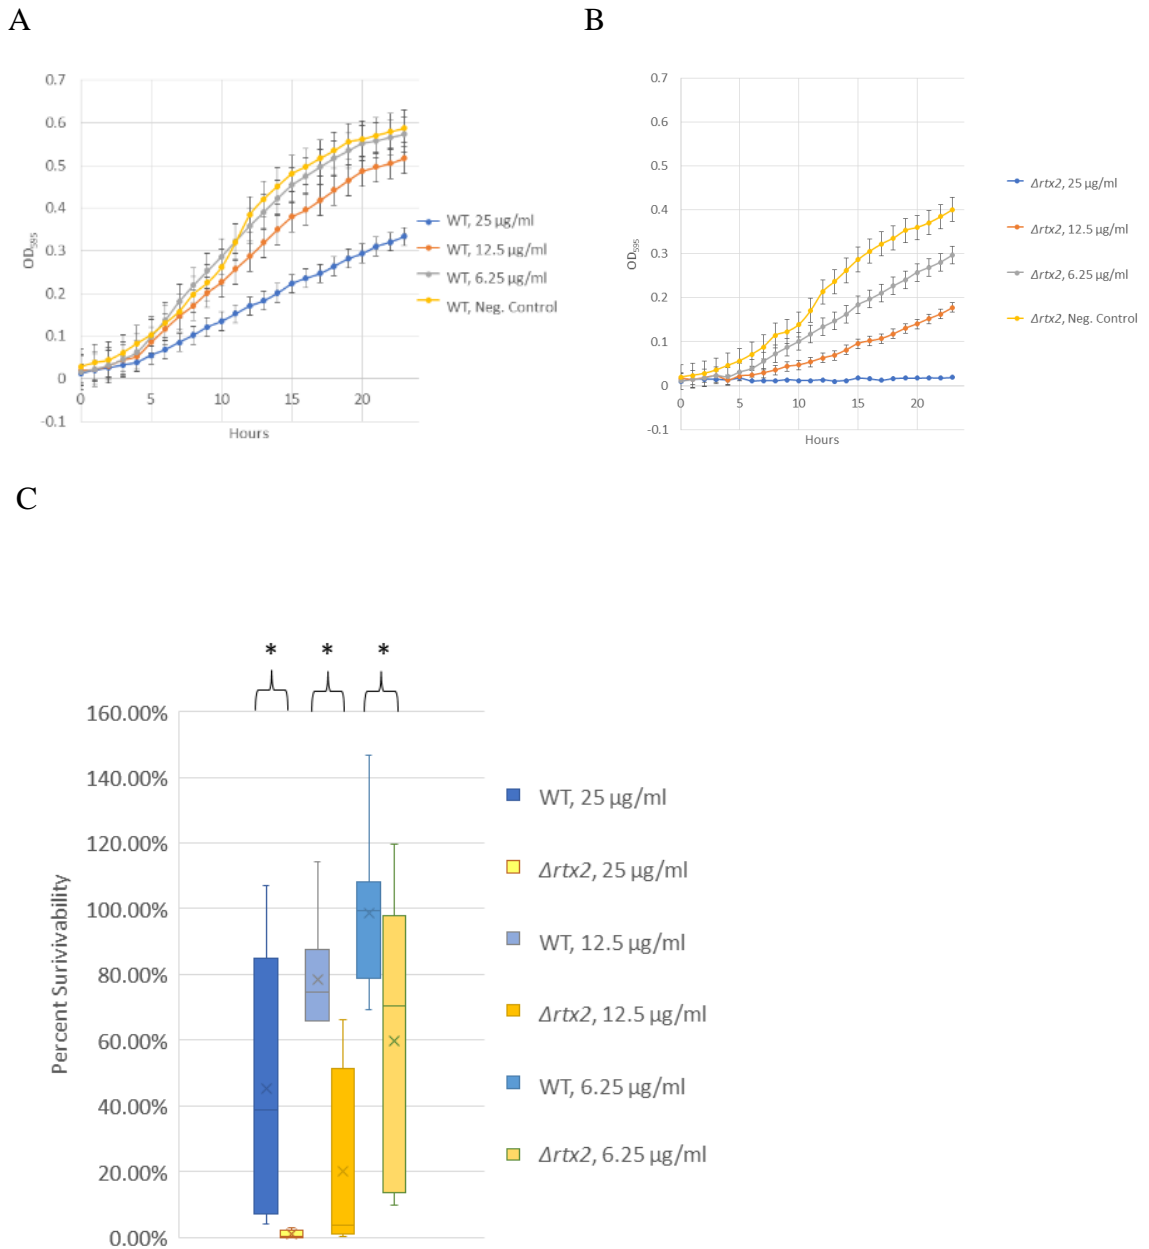 A
B
0.7
0.6
0.5
0.4
0.3
0.2
0.1
0
-0.1
0 5 10 15 20
OD595
Hours
WT, 25 µg/ml
WT, 12.5 µg/ml
WT, 6.25 µg/ml
WT, Neg. Control
0.7
0.6
0.5
0.4
0.3
0.2
0.1
0
-0.1
0 5 10 15 20
OD595
Hours
Δrtx2, 25 µg/ml
Δrtx2, 12.5 µg/ml
Δrtx2, 6.25 µg/ml
Δrtx2, Neg. Control
C
* * *
160.00%
140.00%
120.00%
100.00%
80.00%
60.00%
40.00%
20.00%
0.00%
Percent Surivivability
WT, 25 µg/ml
Δrtx2, 25 µg/ml
WT, 12.5 µg/ml
Δrtx2, 12.5 µg/ml
WT, 6.25 µg/ml
Δrtx2, 6.25 µg/ml